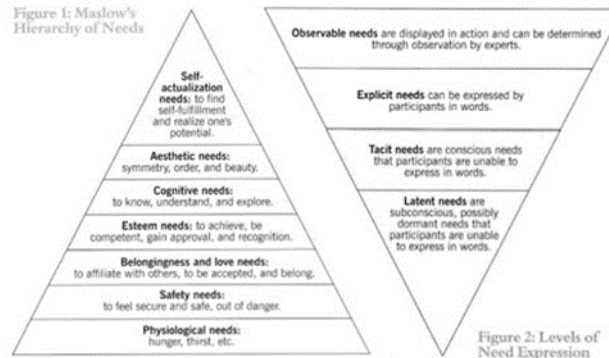 Figure 1: Maslow's
Hierarchy of Needs
Self-
actualization
needs: to find
self-fulfillment
and realize one's
potential.
Aesthetic needs:
symmetry, order, and beauty.
Cognitive needs:
to know, understand, and explore.
Esteem needs: to achieve, be
competent, gain approval, and recognition.
Belongingness and love needs:
to affiliate with others, to be accepted, and belong.
Safety needs:
to feel secure and safe, out of danger.
Physiological needs:
hunger, thirst, etc.
Observable needs are displayed in action and can be determined
through observation by experts.
Explicit needs can be expressed by
participants in words.
Tacit needs are conscious needs
that participants are unable to
express in words.
Latent needs are
subconscious, possibly
dormant needs that
participants are unable
to express in words.
Figure 2: Levels of
Need Expression